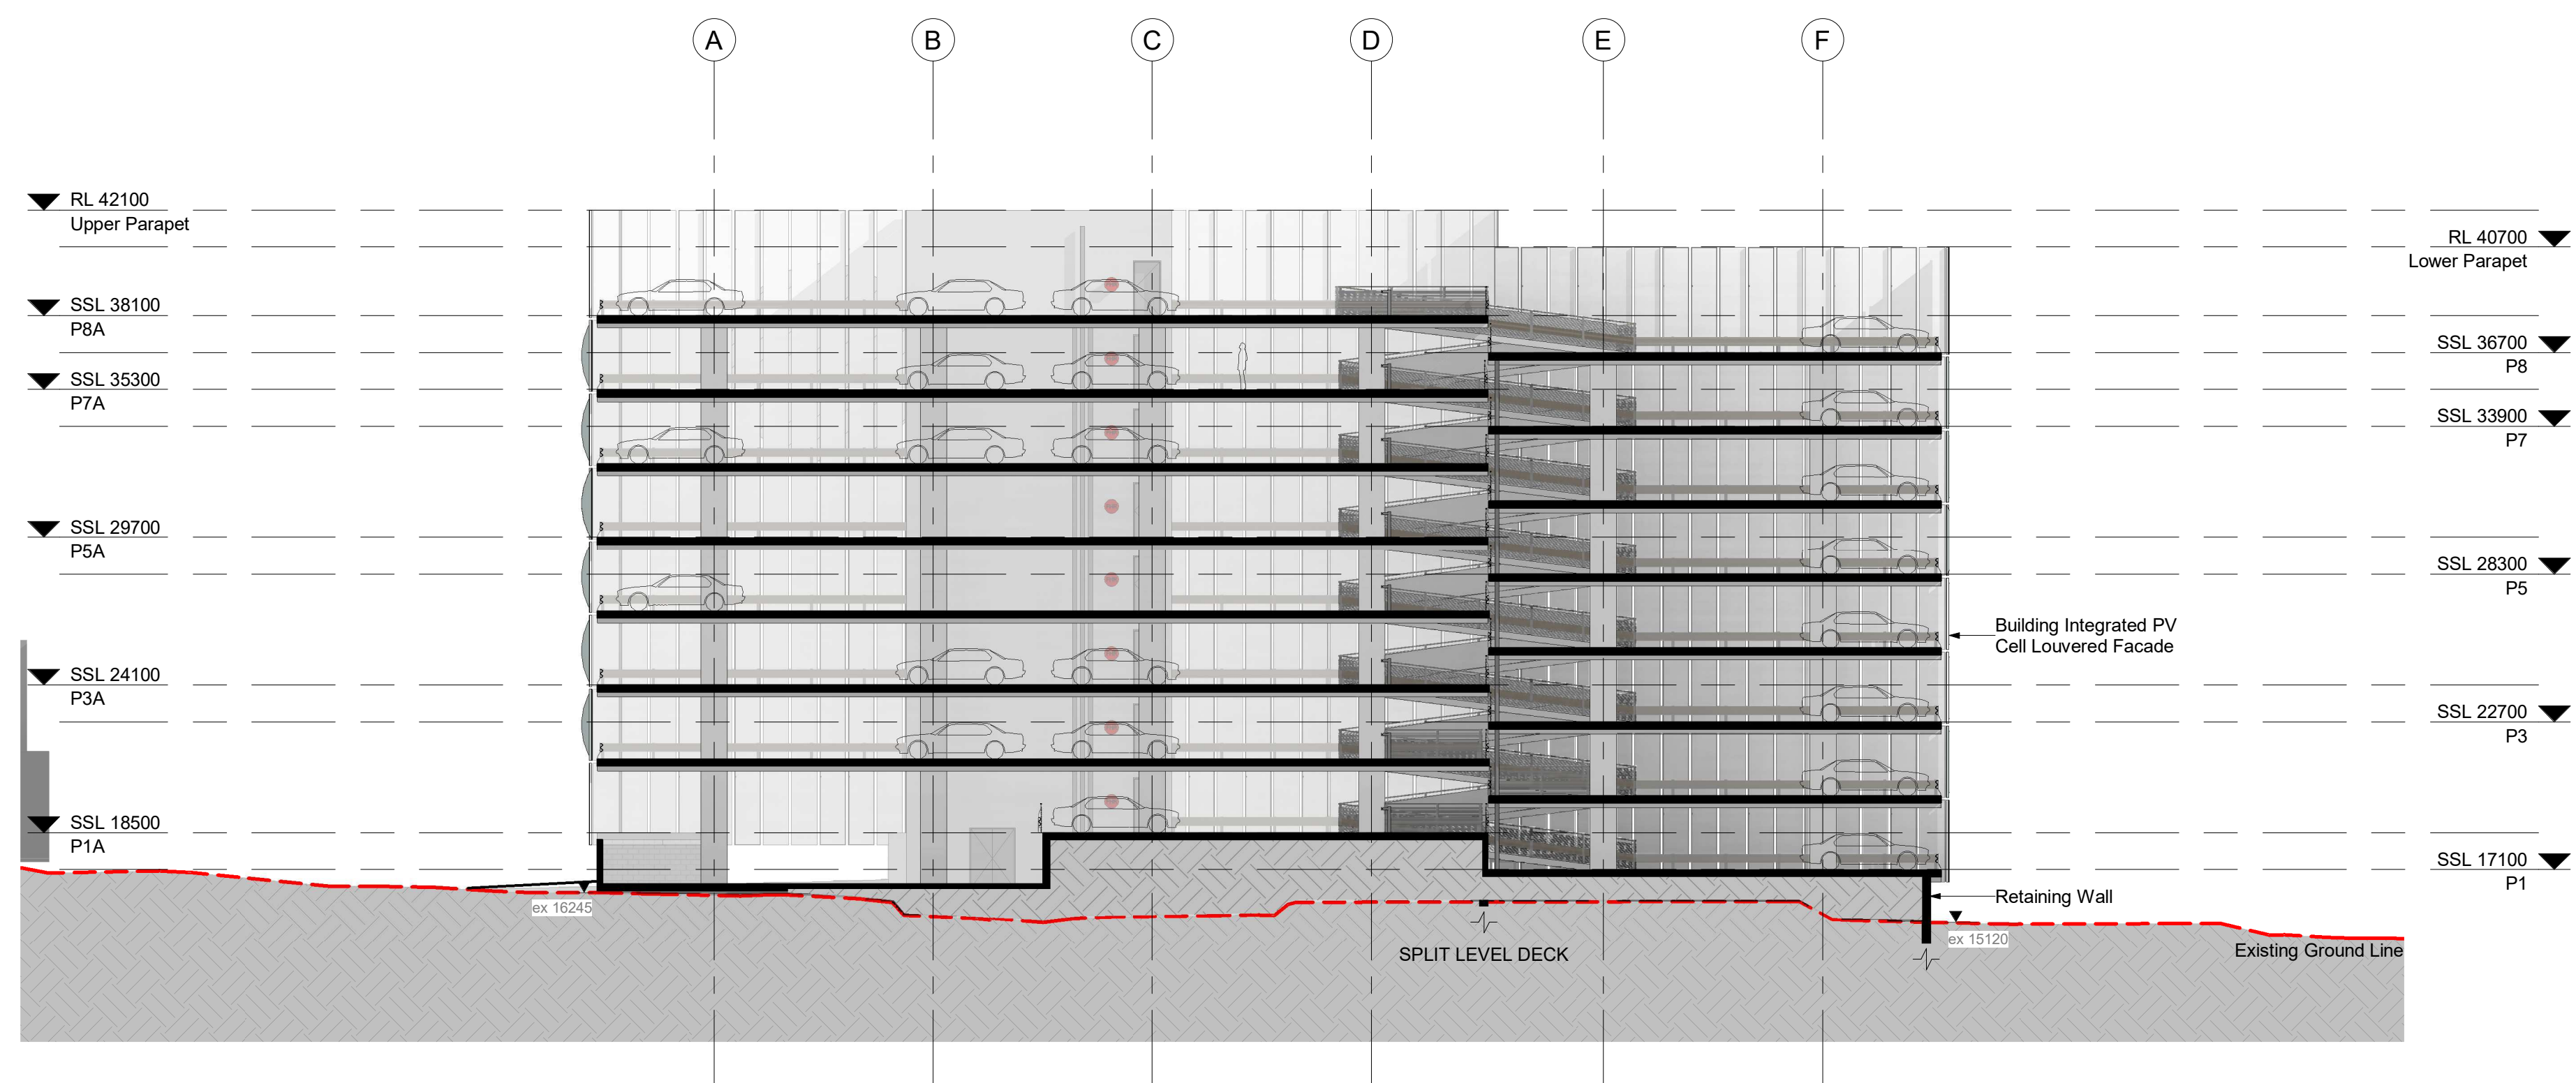 A
B
C
D
E
F
RL 42100
Upper Parapet
RL 40700
Lower Parapet
SSL 38100
P8A
SSL 36700
P8
SSL 35300
P7A
SSL 33900
P7
SSL 29700
P5A
SSL 28300
P5
Building Integrated PV
Cell Louvered Facade
SSL 24100
P3A
SSL 22700
P3
SSL 18500
P1A
SSL 17100
P1
Retaining Wall
ex 16245
ex 15120
SPLIT LEVEL DECK
Existing Ground Line